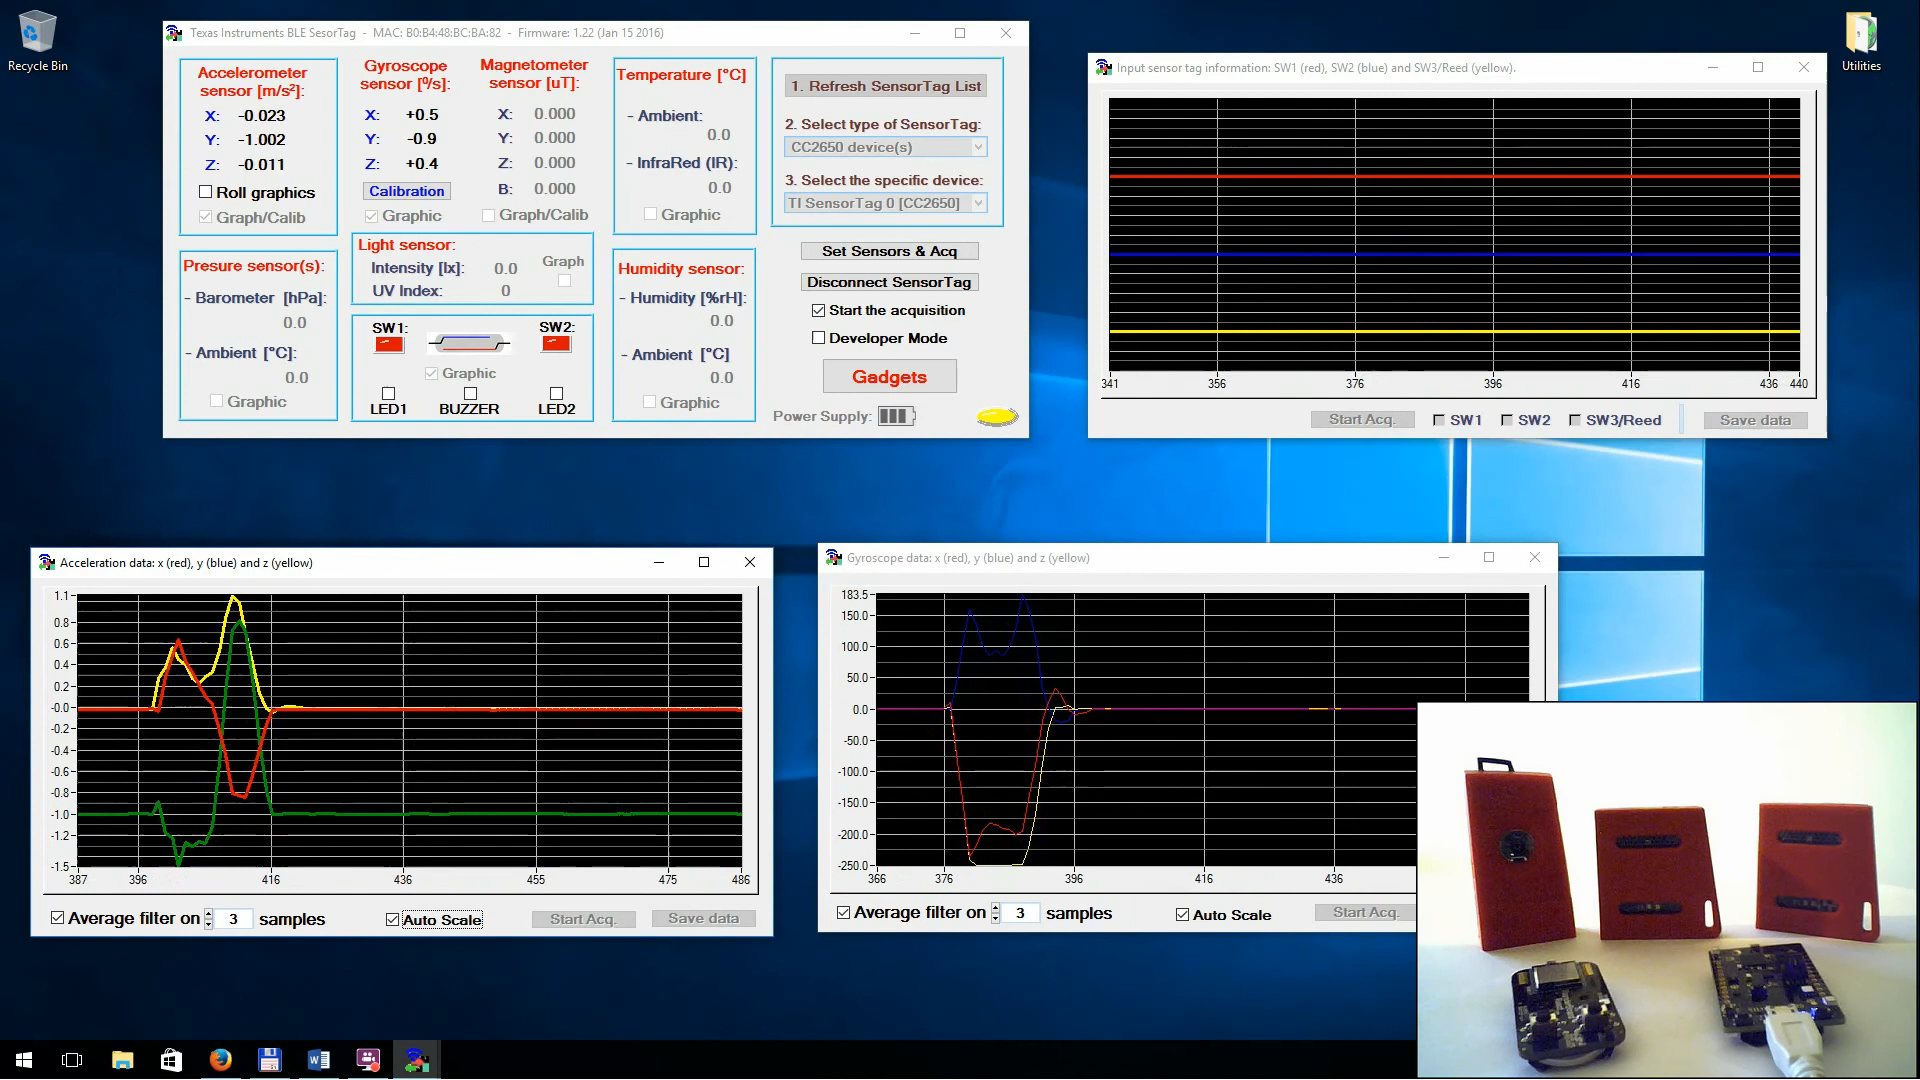 Recycle Bin
Utilities
Texas Instruments BLE SesorTag - MAC: B0:B4:48:BC:BA:82 - Firmware: 1.22 (Jan 15 2016)
Accelerometer
sensor [m/s²]:
X: -0.023
Y: -1.002
Z: -0.011
Roll graphics
Graph/Calib
Gyroscope
sensor [º/s]:
X: +0.5
Y: -0.9
Z: +0.4
Calibration
Graphic
Magnetometer
sensor [uT]:
X: 0.000
Y: 0.000
Z: 0.000
B: 0.000
Graph/Calib
Temperature [°C]
- Ambient:
0.0
- InfraRed (IR):
0.0
Graphic
1. Refresh SensorTag List
2. Select type of SensorTag:
CC2650 device(s)
3. Select the specific device:
TI SensorTag 0 [CC2650]
Presure sensor(s):
- Barometer [hPa]:
0.0
- Ambient [°C]:
0.0
Graphic
Light sensor:
Intensity [lx]: 0.0
UV Index: 0
Graph
SW1:
SW2:
Graphic
LED1
BUZZER
LED2
Humidity sensor:
- Humidity [%rH]:
0.0
- Ambient [°C]
0.0
Graphic
Set Sensors & Acq
Disconnect SensorTag
Start the acquisition
Developer Mode
Gadgets
Power Supply:
Input sensor tag information: SW1 (red), SW2 (blue) and SW3/Reed (yellow).
341 356 376 396 416 436 440
Start Acq. SW1 SW2 SW3/Reed Save data
Acceleration data: x (red), y (blue) and z (yellow)
1.1
0.8
0.6
0.4
0.2
-0.0
-0.2
-0.4
-0.6
-0.8
-1.0
-1.2
-1.5
387 396 416 436 455 475 486
Average filter on 3 samples Auto Scale Start Acq. Save data
Gyroscope data: x (red), y (blue) and z (yellow)
183.5
150.0
100.0
50.0
0.0
-50.0
-100.0
-150.0
-200.0
-250.0
366 376 396 416 436
Average filter on 3 samples Auto Scale Start Acq.